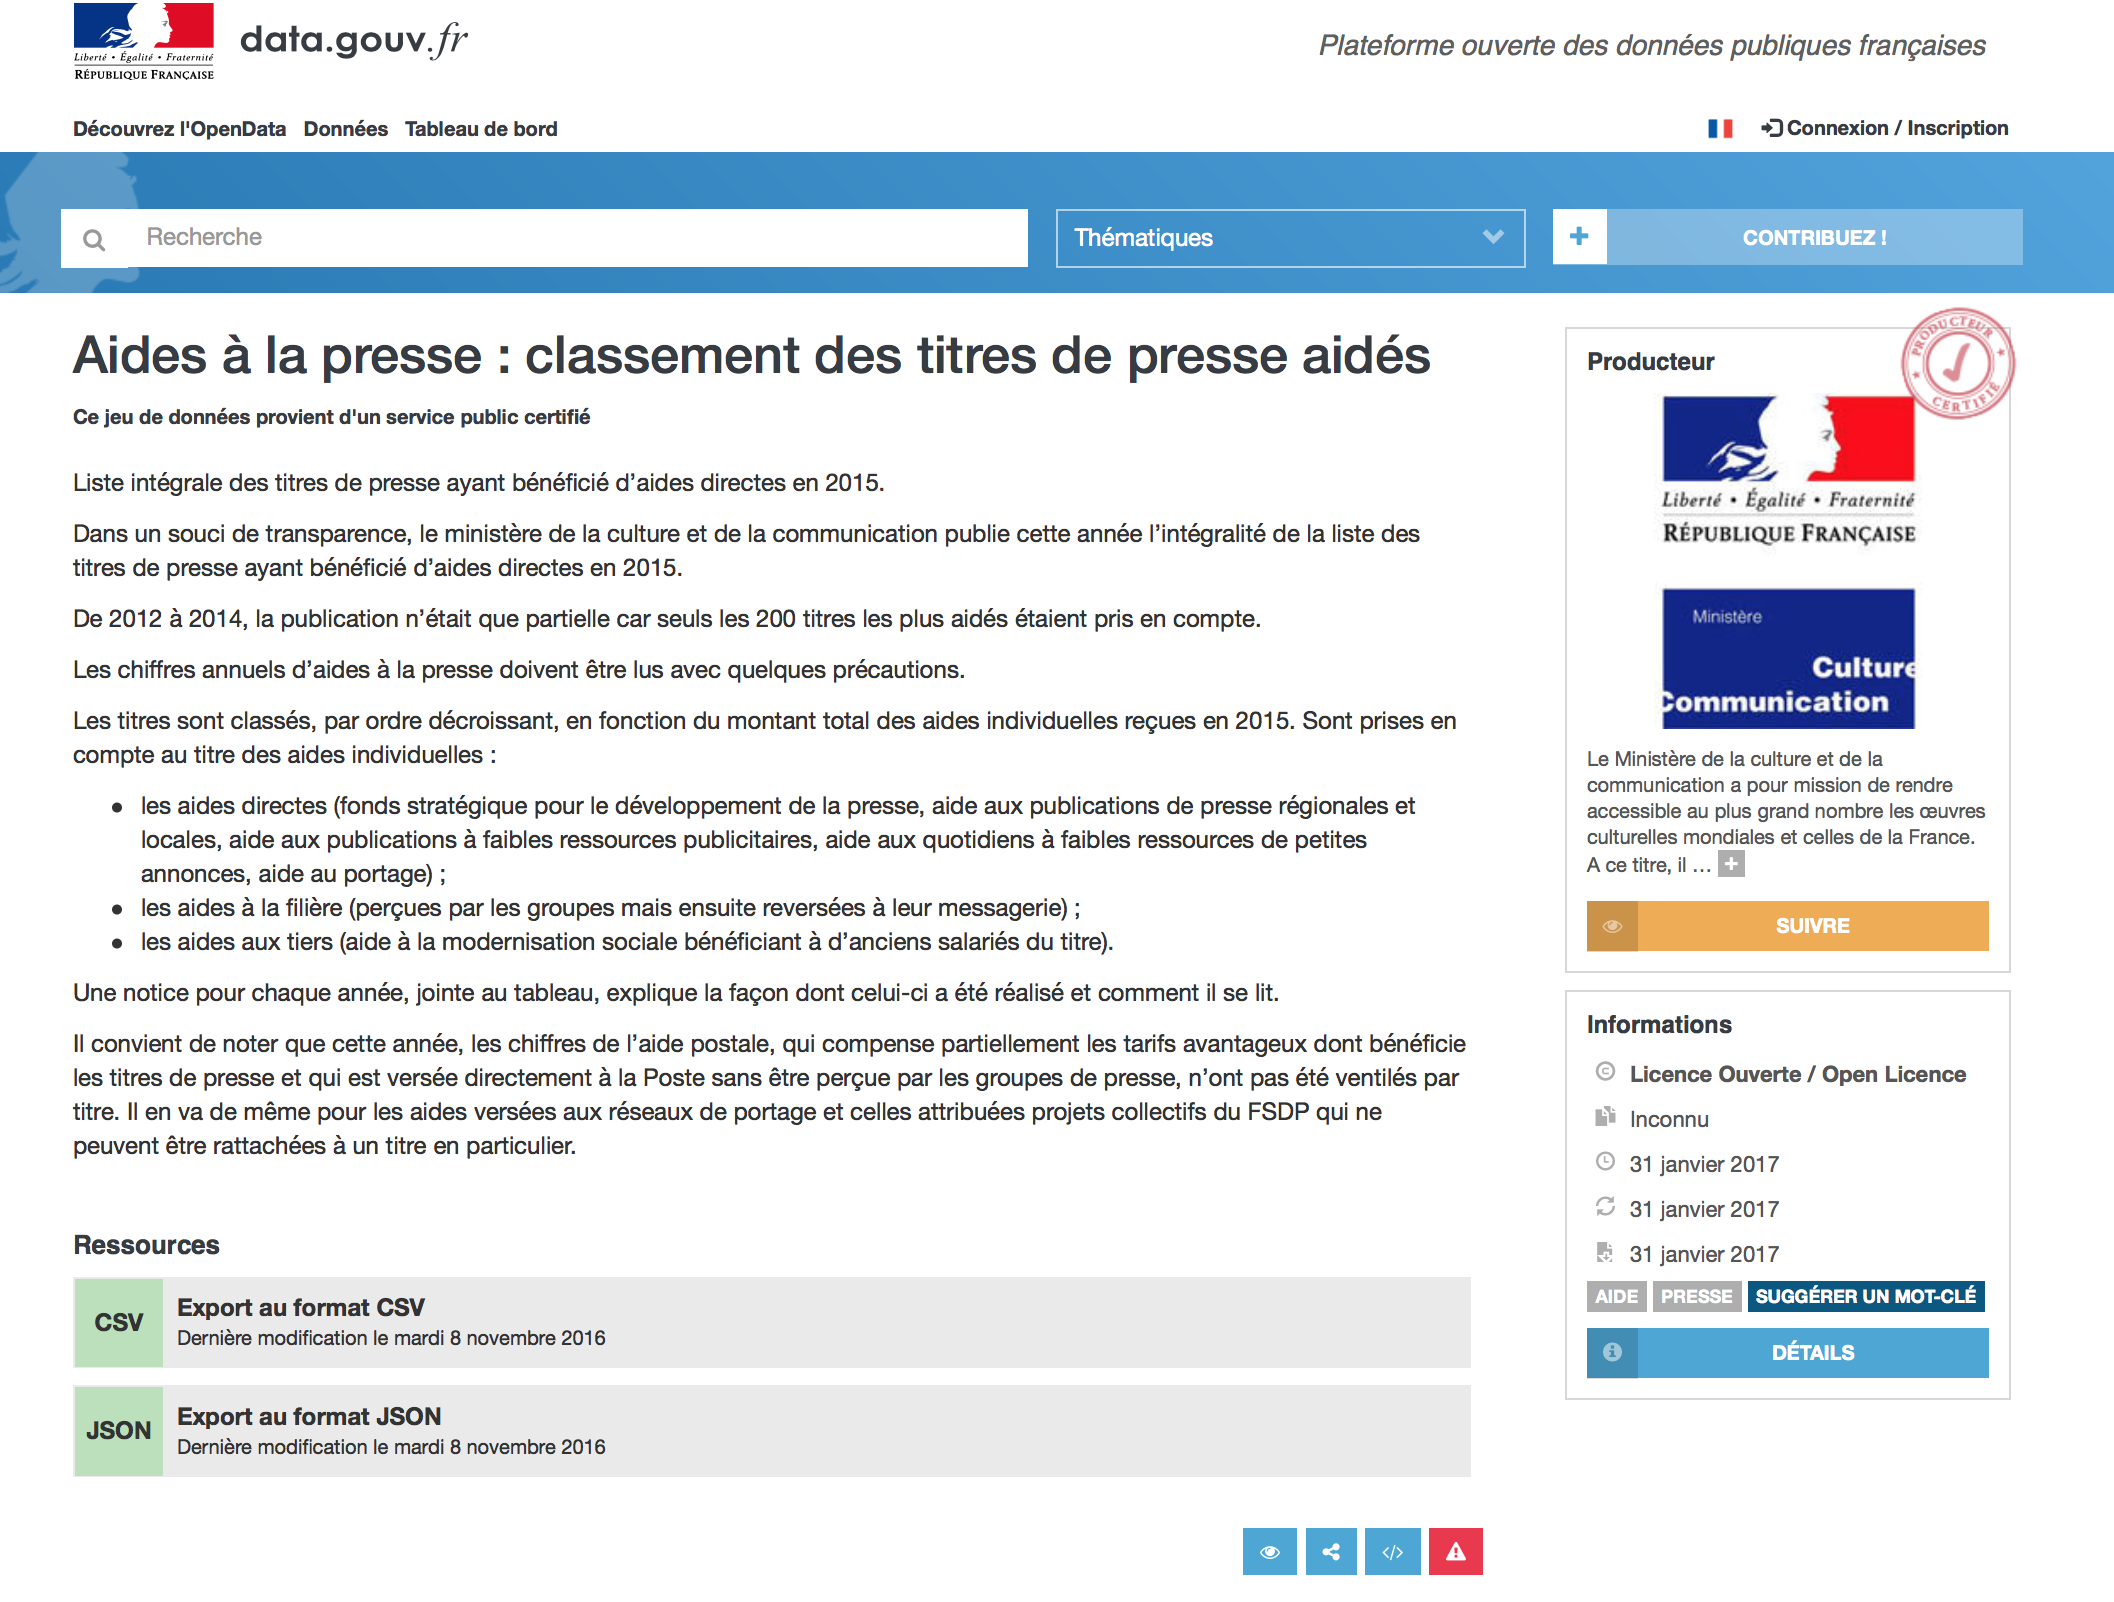 Liberté • Égalité • Fraternité
RÉPUBLIQUE FRANÇAISE
data.gouv.fr
Plateforme ouverte des données publiques françaises
Découvrez l'OpenData Données Tableau de bord
Connexion / Inscription
Recherche
Thématiques
CONTRIBUEZ !
Aides à la presse : classement des titres de presse aidés
Ce jeu de données provient d'un service public certifié
Liste intégrale des titres de presse ayant bénéficié d’aides directes en 2015.
Dans un souci de transparence, le ministère de la culture et de la communication publie cette année l’intégralité de la liste des
titres de presse ayant bénéficié d’aides directes en 2015.
De 2012 à 2014, la publication n’était que partielle car seuls les 200 titres les plus aidés étaient pris en compte.
Les chiffres annuels d’aides à la presse doivent être lus avec quelques précautions.
Les titres sont classés, par ordre décroissant, en fonction du montant total des aides individuelles reçues en 2015. Sont prises en
compte au titre des aides individuelles :
• les aides directes (fonds stratégique pour le développement de la presse, aide aux publications de presse régionales et
locales, aide aux publications à faibles ressources publicitaires, aide aux quotidiens à faibles ressources de petites
annonces, aide au portage) ;
• les aides à la filière (perçues par les groupes mais ensuite reversées à leur messagerie) ;
• les aides aux tiers (aide à la modernisation sociale bénéficiant à d’anciens salariés du titre).
Une notice pour chaque année, jointe au tableau, explique la façon dont celui-ci a été réalisé et comment il se lit.
Il convient de noter que cette année, les chiffres de l’aide postale, qui compense partiellement les tarifs avantageux dont bénéficie
les titres de presse et qui est versée directement à la Poste sans être perçue par les groupes de presse, n’ont pas été ventilés par
titre. Il en va de même pour les aides versées aux réseaux de portage et celles attribuées projets collectifs du FSDP qui ne
peuvent être rattachées à un titre en particulier.
Ressources
CSV
Export au format CSV
Dernière modification le mardi 8 novembre 2016
JSON
Export au format JSON
Dernière modification le mardi 8 novembre 2016
Producteur
PRODUCTEUR
CERTIFIÉ
Liberté • Égalité • Fraternité
RÉPUBLIQUE FRANÇAISE
Ministère
Culture
Communication
Le Ministère de la culture et de la
communication a pour mission de rendre
accessible au plus grand nombre les œuvres
culturelles mondiales et celles de la France.
A ce titre, il …
SUIVRE
Informations
Licence Ouverte / Open Licence
Inconnu
31 janvier 2017
31 janvier 2017
31 janvier 2017
AIDE PRESSE SUGGÉRER UN MOT-CLÉ
DÉTAILS